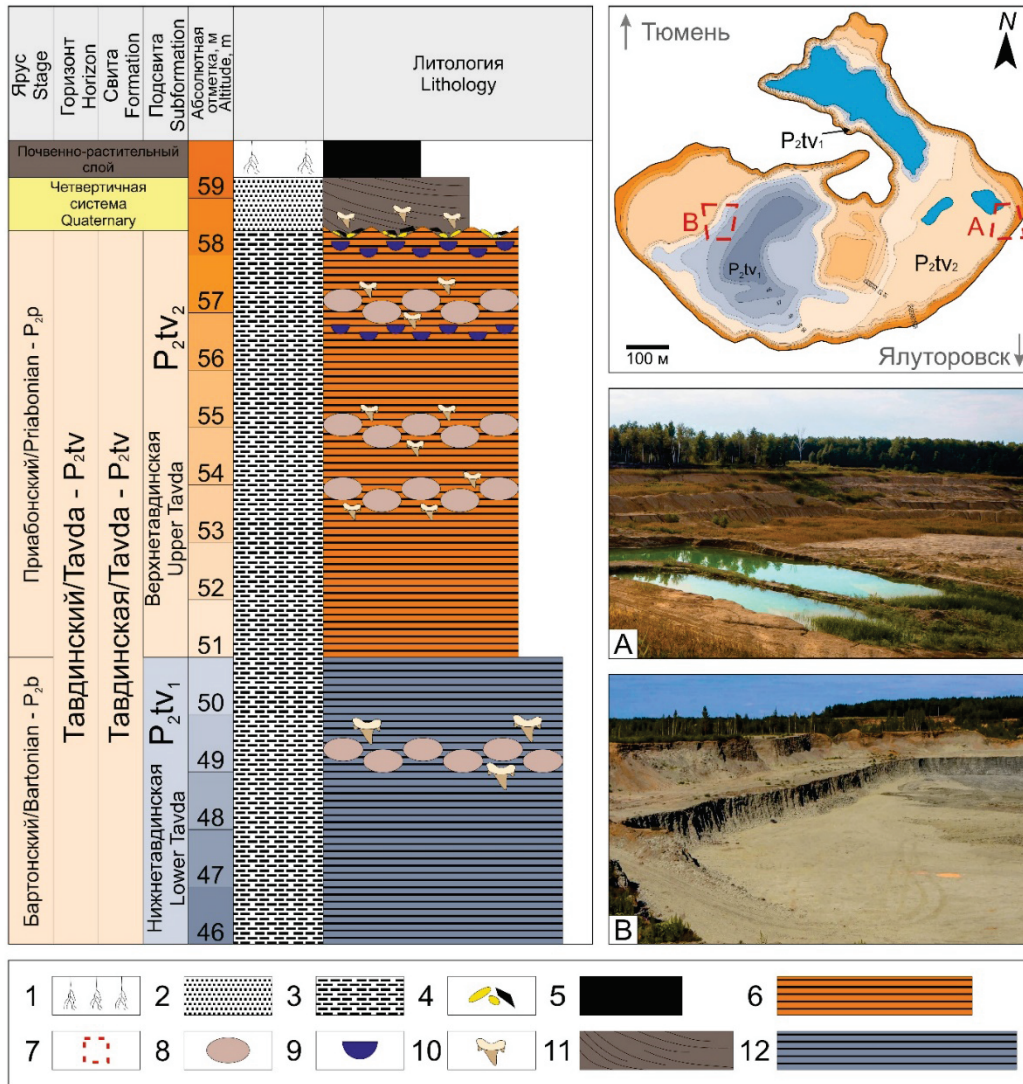 Ярус
Stage
Горизонт
Horizon
Свита
Formation
Подсвита
Subformation
Абсолютная
отметка, м
Altitude, m
Литология
Lithology
Почвенно-растительный
слой
Четвертичная
система
Quaternary
Приабонский/Priabonian - P₂p
Бартонский/Bartonian - P₂b
Тавдинский/Tavda - P₂tv
Тавдинская/Tavda - P₂tv
Верхнетавдинская
Upper Tavda
P₂tv₂
Нижнетавдинская
Lower Tavda
P₂tv₁
59
58
57
56
55
54
53
52
51
50
49
48
47
46
Тюмень
N
P₂tv₁
B
A
P₂tv₁
P₂tv₂
100 м
Ялуторовск
A
B
1 2 3 4 5 6
7 8 9 10 11 12